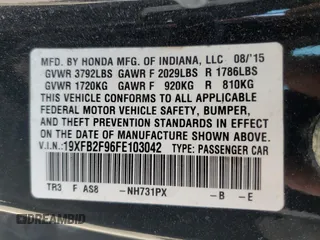 MFD. BY HONDA MFG. OF INDIANA, LLC 08/'15
GVWR 3792LBS GAWR F 2029LBS R 1786LBS
GVWR 1720KG GAWR F 920KG R 810KG
THIS VEHICLE CONFORMS TO ALL APPLICABLE
FEDERAL MOTOR VEHICLE SAFETY, BUMPER,
AND THEFT PREVENTION STANDARDS IN EFFECT
ON THE DATE OF MANUFACTURE SHOWN ABOVE.
V.I.N: 19XFB2F96FE103042 TYPE: PASSENGER CAR
TR3 F AS8 -NH731PX -B -E
DEALERBIDDER